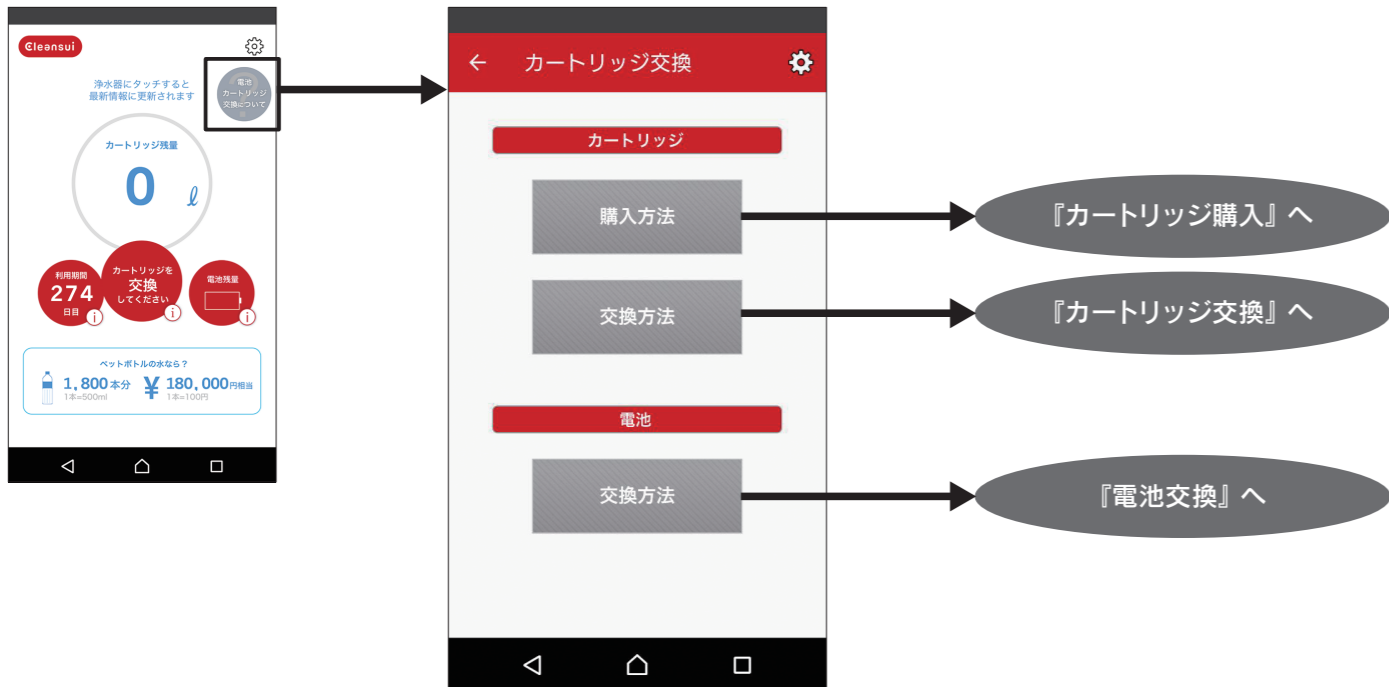 Cleansui
浄水器にタッチすると
最新情報に更新されます
?
電池
カートリッジ
交換について
カートリッジ残量
0 ℓ
利用期間
274
日目
i
カートリッジを
交換
してください
i
電池残量
i
ペットボトルの水なら?
1,800本分
1本=500ml
¥ 180,000円相当
1本=100円
← カートリッジ交換
カートリッジ
購入方法
交換方法
電池
交換方法
『カートリッジ購入』へ
『カートリッジ交換』へ
『電池交換』へ